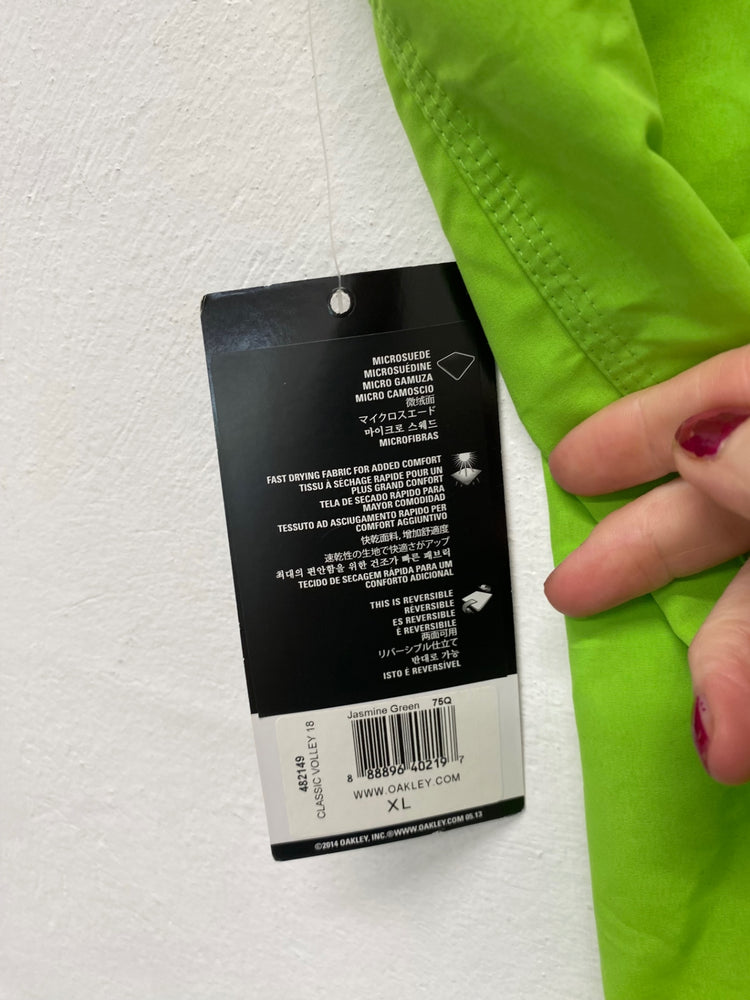 MICROSUEDE
MICROSUÉDINE
MICRO GAMUZA
MICRO CAMOSCIO
微绒面
マイクロスエード
마이크로 스웨드
MICROFIBRAS
FAST DRYING FABRIC FOR ADDED COMFORT
TISSU À SÉCHAGE RAPIDE POUR UN
PLUS GRAND CONFORT
TELA DE SECADO RÁPIDO PARA
MAYOR COMODIDAD
TESSUTO AD ASCIUGAMENTO RAPIDO PER
COMFORT AGGIUNTIVO
快乾面料, 增加舒適度
速乾性の生地で快適さがアップ
최대의 편안함을 위한 건조가 빠른 패브릭
TECIDO DE SECAGEM RÁPIDA PARA UM
CONFORTO ADICIONAL
THIS IS REVERSIBLE
RÉVERSIBLE
ES REVERSIBLE
É REVERSIBILE
两面可用
リバーシブル仕立て
반대로 가능
ISTO É REVERSÍVEL
Jasmine Green 75Q
482149
CLASSIC VOLLEY 18
8 88896 40219 7
WWW.OAKLEY.COM
XL
©2014 OAKLEY, INC.®WWW.OAKLEY.COM 05.13